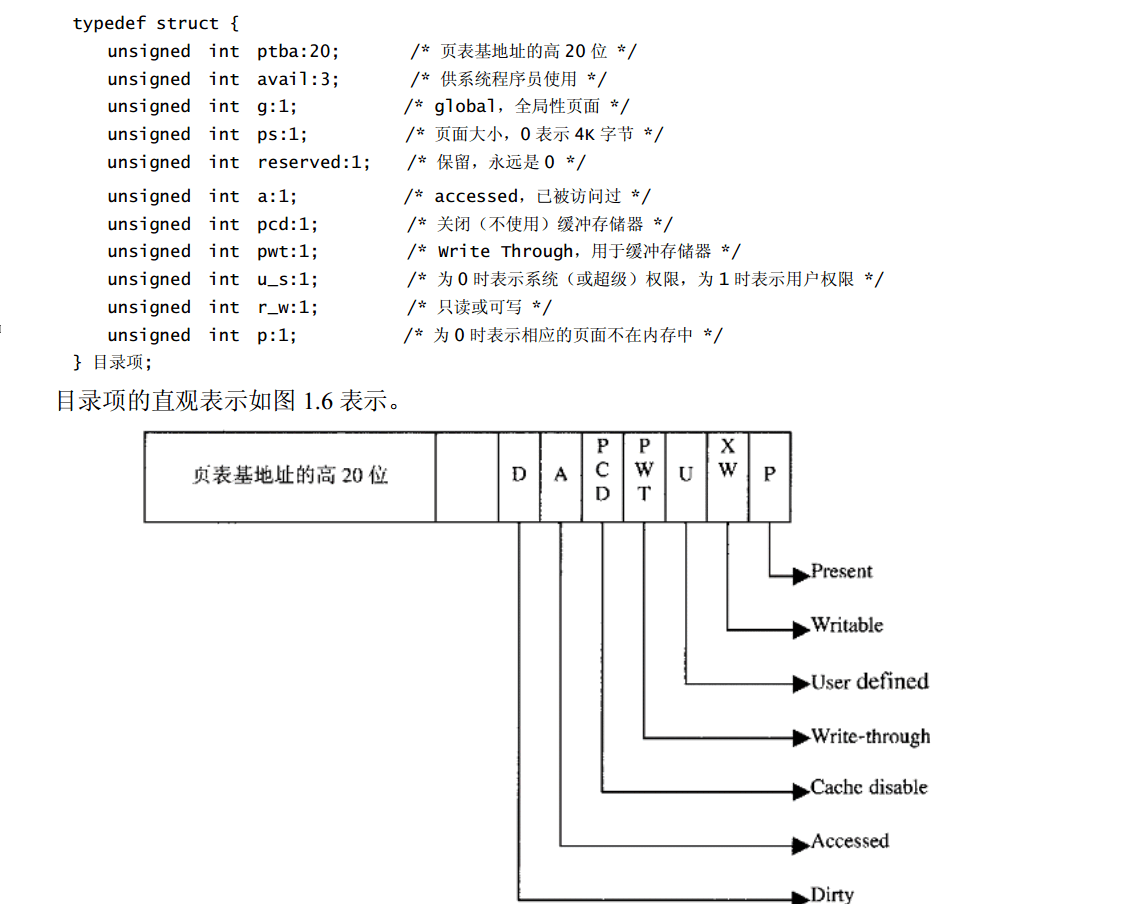 typedef struct {
unsigned int ptba:20; /* 页表基地址的高 20 位 */
unsigned int avail:3; /* 供系统程序员使用 */
unsigned int g:1; /* global，全局性页面 */
unsigned int ps:1; /* 页面大小，0 表示 4K 字节 */
unsigned int reserved:1; /* 保留，永远是 0 */
unsigned int a:1; /* accessed，已被访问过 */
unsigned int pcd:1; /* 关闭（不使用）缓冲存储器 */
unsigned int pwt:1; /* Write Through，用于缓冲存储器 */
unsigned int u_s:1; /* 为 0 时表示系统（或超级）权限，为 1 时表示用户权限 */
unsigned int r_w:1; /* 只读或可写 */
unsigned int p:1; /* 为 0 时表示相应的页面不在内存中 */
} 目录项;
目录项的直观表示如图 1.6 表示。
页表基地址的高 20 位
D
A
PCD
PWT
U
XW
P
Present
Writable
User defined
Write-through
Cache disable
Accessed
Dirty